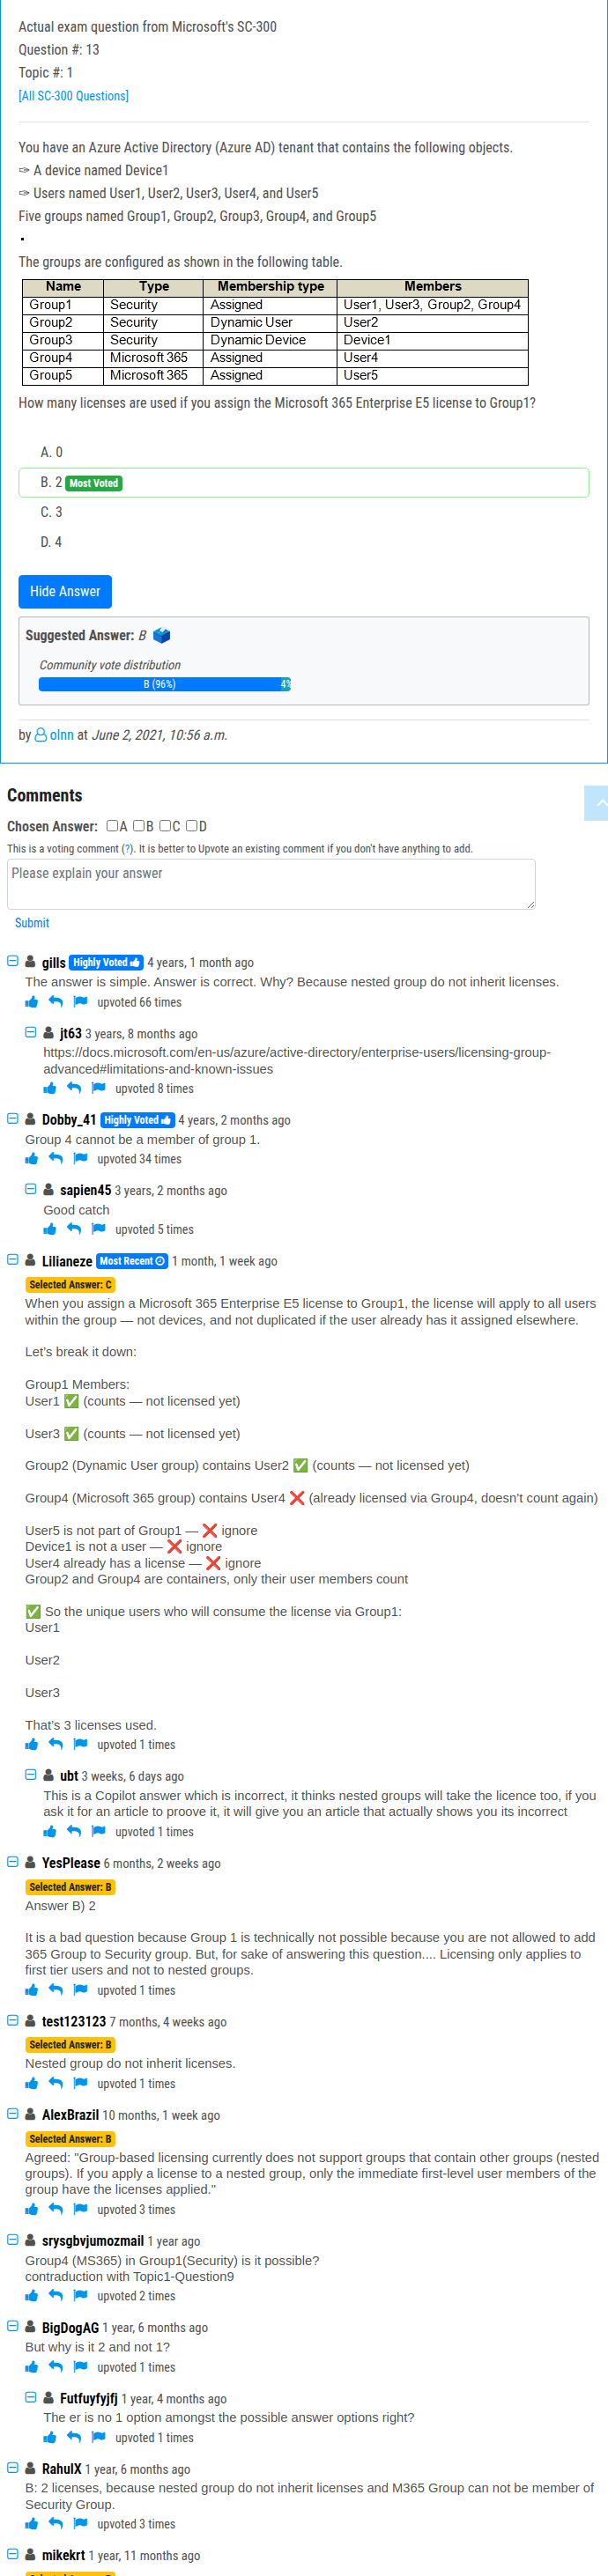 Actual exam question from Microsoft's SC-300
Question #: 13
Topic #: 1
[All SC-300 Questions]
You have an Azure Active Directory (Azure AD) tenant that contains the following objects.
✑ A device named Device1
✑ Users named User1, User2, User3, User4, and User5
Five groups named Group1, Group2, Group3, Group4, and Group5
▪
The groups are configured as shown in the following table.
Name Type Membership type Members
Group1 Security Assigned User1, User3, Group2, Group4
Group2 Security Dynamic User User2
Group3 Security Dynamic Device Device1
Group4 Microsoft 365 Assigned User4
Group5 Microsoft 365 Assigned User5
How many licenses are used if you assign the Microsoft 365 Enterprise E5 license to Group1?
A. 0
B. 2 Most Voted
C. 3
D. 4
Hide Answer
Suggested Answer: B
Community vote distribution
B (96%) 4%
by olnn at June 2, 2021, 10:56 a.m.
Comments
Chosen Answer: A B C D
This is a voting comment (?). It is better to Upvote an existing comment if you don't have anything to add.
Please explain your answer
Submit
gills Highly Voted 4 years, 1 month ago
The answer is simple. Answer is correct. Why? Because nested group do not inherit licenses.
upvoted 66 times
jt63 3 years, 8 months ago
https://docs.microsoft.com/en-us/azure/active-directory/enterprise-users/licensing-group-
advanced#limitations-and-known-issues
upvoted 8 times
Dobby_41 Highly Voted 4 years, 2 months ago
Group 4 cannot be a member of group 1.
upvoted 34 times
sapien45 3 years, 2 months ago
Good catch
upvoted 5 times
Lilianeze Most Recent 1 month, 1 week ago
Selected Answer: C
When you assign a Microsoft 365 Enterprise E5 license to Group1, the license will apply to all users
within the group — not devices, and not duplicated if the user already has it assigned elsewhere.
Let's break it down:
Group1 Members:
User1 ✅ (counts — not licensed yet)
User3 ✅ (counts — not licensed yet)
Group2 (Dynamic User group) contains User2 ✅ (counts — not licensed yet)
Group4 (Microsoft 365 group) contains User4 ❌ (already licensed via Group4, doesn't count again)
User5 is not part of Group1 — ❌ ignore
Device1 is not a user — ❌ ignore
User4 already has a license — ❌ ignore
Group2 and Group4 are containers, only their user members count
✅ So the unique users who will consume the license via Group1:
User1
User2
User3
That's 3 licenses used.
upvoted 1 times
ubt 3 weeks, 6 days ago
This is a Copilot answer which is incorrect, it thinks nested groups will take the licence too, if you
ask it for an article to proove it, it will give you an article that actually shows you its incorrect
upvoted 1 times
YesPlease 6 months, 2 weeks ago
Selected Answer: B
Answer B) 2
It is a bad question because Group 1 is technically not possible because you are not allowed to add
365 Group to Security group. But, for sake of answering this question.... Licensing only applies to
first tier users and not to nested groups.
upvoted 1 times
test123123 7 months, 4 weeks ago
Selected Answer: B
Nested group do not inherit licenses.
upvoted 1 times
AlexBrazil 10 months, 1 week ago
Selected Answer: B
Agreed: "Group-based licensing currently does not support groups that contain other groups (nested
groups). If you apply a license to a nested group, only the immediate first-level user members of the
group have the licenses applied."
upvoted 3 times
srysgbvjumozmail 1 year ago
Group4 (MS365) in Group1(Security) is it possible?
contraduction with Topic1-Question9
upvoted 2 times
BigDogAG 1 year, 6 months ago
But why is it 2 and not 1?
upvoted 1 times
Futfuyfyjfj 1 year, 4 months ago
The er is no 1 option amongst the possible answer options right?
upvoted 1 times
RahulX 1 year, 6 months ago
B: 2 licenses, because nested group do not inherit licenses and M365 Group can not be member of
Security Group.
upvoted 3 times
mikekrt 1 year, 11 months ago